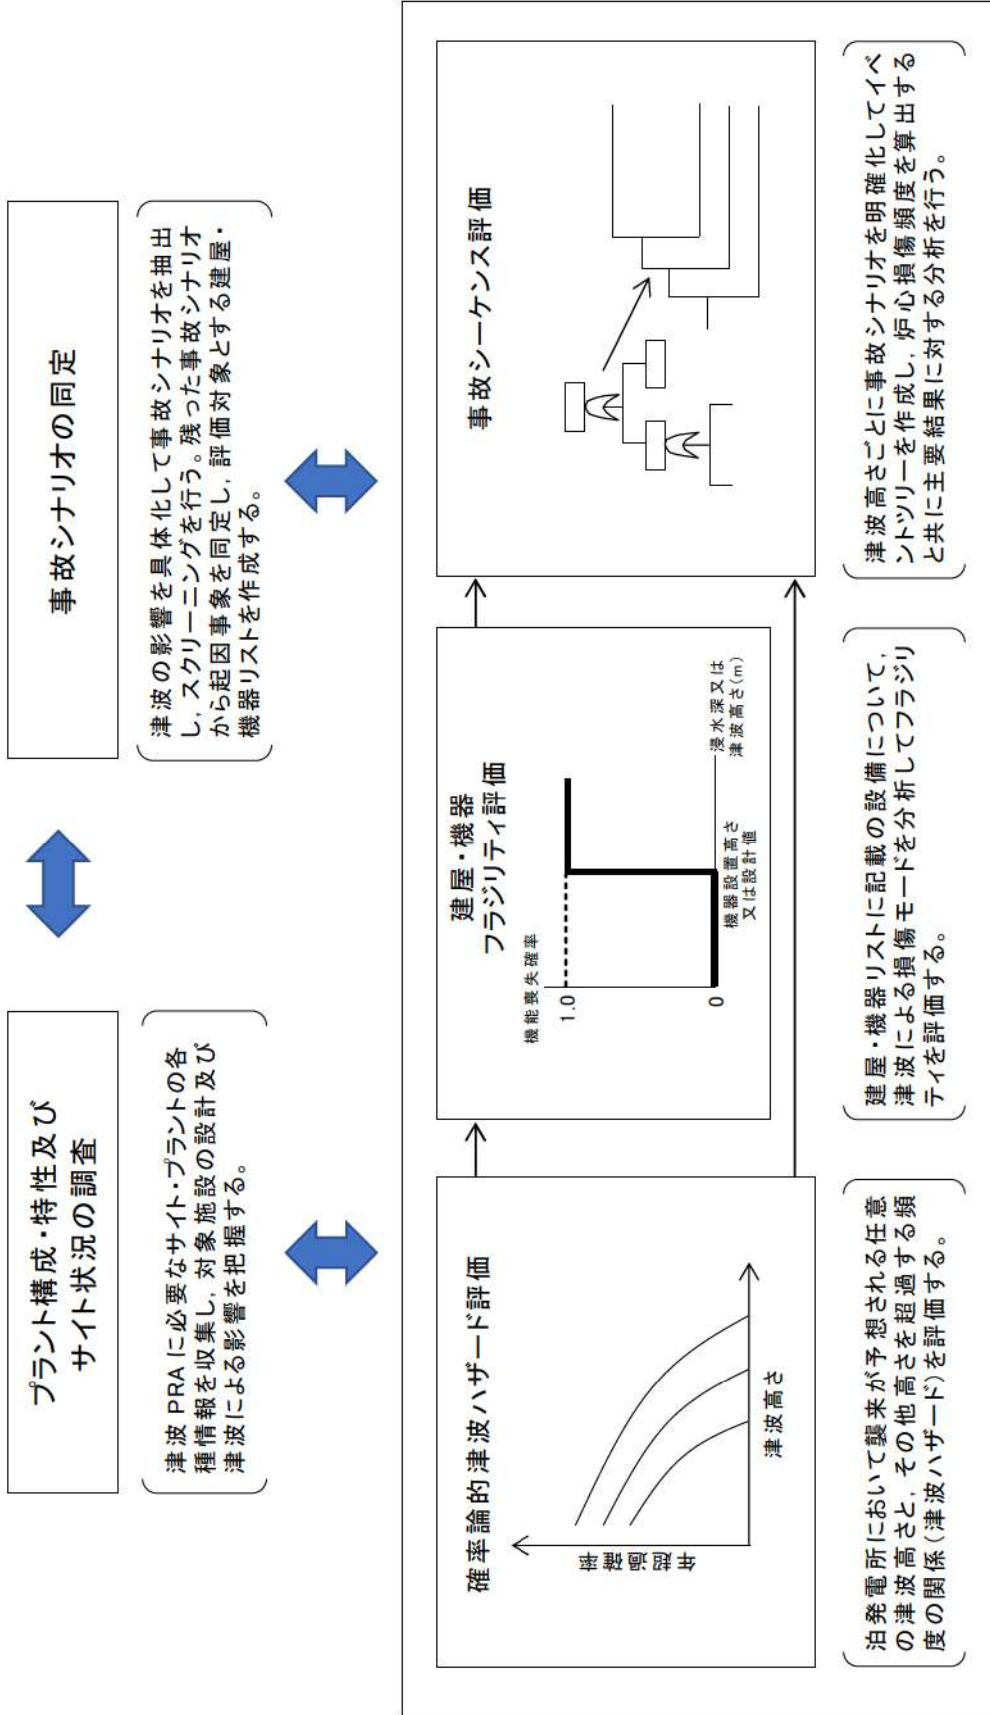 プラント構成・特性及び
サイト状況の調査
津波 PRA に必要なサイト・プラントの各
種情報を収集し，対象施設の設計及び
津波による影響を把握する。
事故シナリオの同定
津波の影響を具体化して事故シナリオを抽出
し，スクリーニングを行う。残った事故シナリオ
から起因事象を同定し，評価対象とする建屋・
機器リストを作成する。
確率論的津波ハザード評価
年超過確率
津波高さ
泊発電所において襲来が予想される任意
の津波高さと，その他高さを超過する頻
度の関係（津波ハザード）を評価する。
建屋・機器
フラジリティ評価
機能喪失確率
1.0
0
機器設置高さ
又は設計値
浸水深又は
津波高さ(m)
建屋・機器リストに記載の設備について，
津波による損傷モードを分析してフラジリ
ティを評価する。
事故シーケンス評価
津波高さごとに事故シナリオを明確化してイベ
ントツリーを作成し，炉心損傷頻度を算出する
と共に主要結果に対する分析を行う。